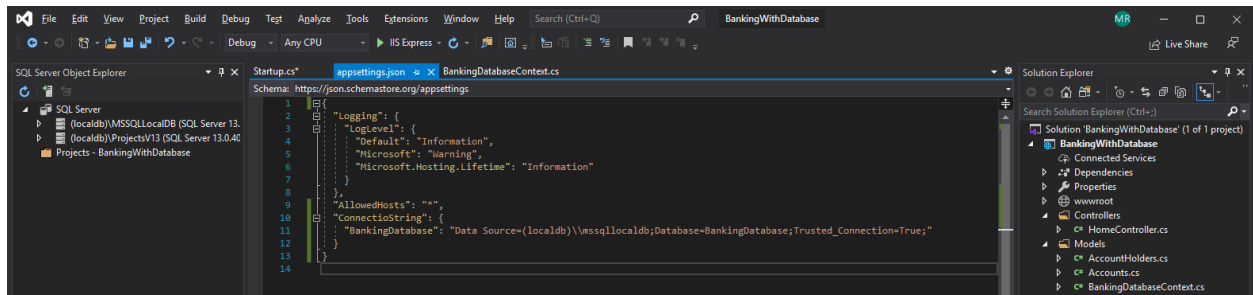 File Edit View Project Build Debug Test Analyze Tools Extensions Window Help Search (Ctrl+Q) BankingWithDatabase MR
Debug Any CPU IIS Express Live Share
SQL Server Object Explorer
SQL Server
(localdb)\MSSQLLocalDB (SQL Server 13.
(localdb)\ProjectsV13 (SQL Server 13.0.40
Projects - BankingWithDatabase
Startup.cs* appsettings.json BankingDatabaseContext.cs
Schema: https://json.schemastore.org/appsettings
1 {
2 "Logging": {
3 "LogLevel": {
4 "Default": "Information",
5 "Microsoft": "Warning",
6 "Microsoft.Hosting.Lifetime": "Information"
7 }
8 },
9 "AllowedHosts": "*",
10 "ConnectioString": {
11 "BankingDatabase": "Data Source=(localdb)\\mssqllocaldb;Database=BankingDatabase;Trusted_Connection=True;"
12 }
13 }
14
Solution Explorer
Search Solution Explorer (Ctrl+;)
Solution 'BankingWithDatabase' (1 of 1 project)
BankingWithDatabase
Connected Services
Dependencies
Properties
wwwroot
Controllers
C# HomeController.cs
Models
C# AccountHolders.cs
C# Accounts.cs
C# BankingDatabaseContext.cs